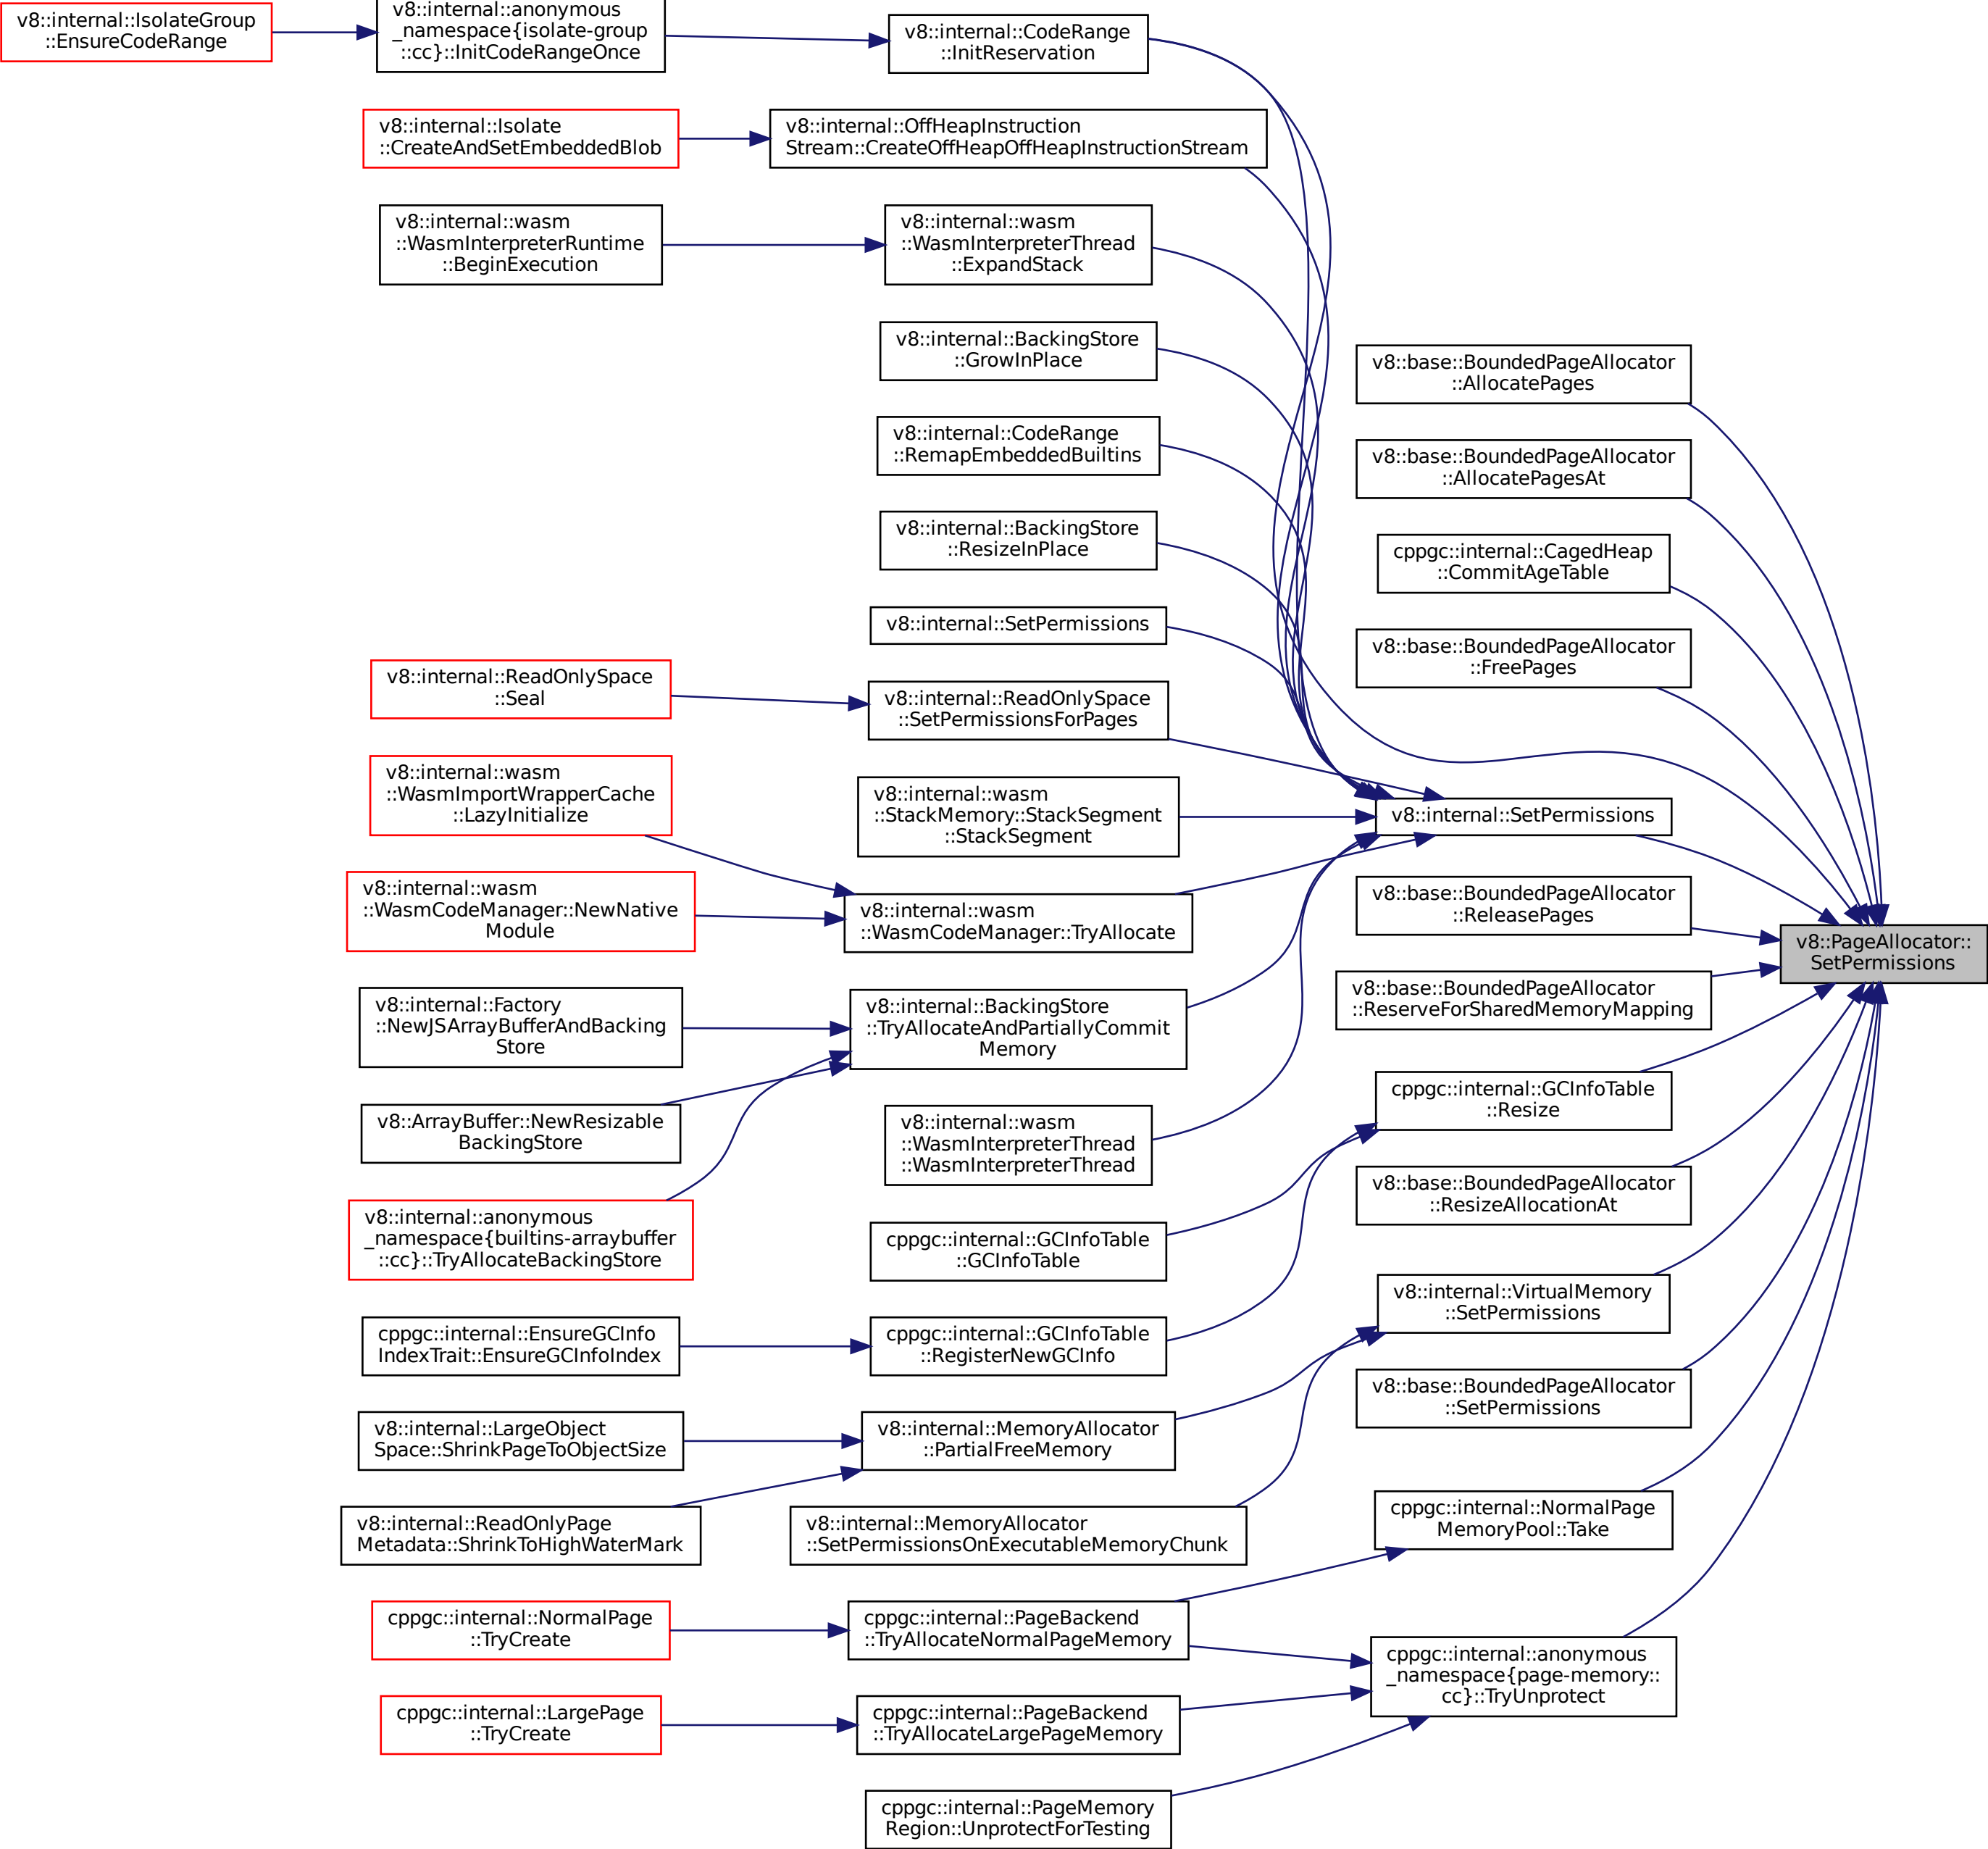 v8::internal::IsolateGroup
::EnsureCodeRange
v8::internal::anonymous
_namespace{isolate-group
::cc}::InitCodeRangeOnce
v8::internal::CodeRange
::InitReservation
v8::internal::Isolate
::CreateAndSetEmbeddedBlob
v8::internal::OffHeapInstruction
Stream::CreateOffHeapOffHeapInstructionStream
v8::internal::wasm
::WasmInterpreterRuntime
::BeginExecution
v8::internal::wasm
::WasmInterpreterThread
::ExpandStack
v8::internal::BackingStore
::GrowInPlace
v8::internal::CodeRange
::RemapEmbeddedBuiltins
v8::internal::BackingStore
::ResizeInPlace
v8::internal::SetPermissions
v8::internal::ReadOnlySpace
::Seal
v8::internal::ReadOnlySpace
::SetPermissionsForPages
v8::internal::wasm
::WasmImportWrapperCache
::LazyInitialize
v8::internal::wasm
::StackMemory::StackSegment
::StackSegment
v8::internal::wasm
::WasmCodeManager::NewNative
Module
v8::internal::wasm
::WasmCodeManager::TryAllocate
v8::internal::Factory
::NewJSArrayBufferAndBacking
Store
v8::internal::BackingStore
::TryAllocateAndPartiallyCommit
Memory
v8::ArrayBuffer::NewResizable
BackingStore
v8::internal::wasm
::WasmInterpreterThread
::WasmInterpreterThread
v8::internal::anonymous
_namespace{builtins-arraybuffer
::cc}::TryAllocateBackingStore
cppgc::internal::GCInfoTable
::GCInfoTable
cppgc::internal::EnsureGCInfo
IndexTrait::EnsureGCInfoIndex
cppgc::internal::GCInfoTable
::RegisterNewGCInfo
v8::internal::LargeObject
Space::ShrinkPageToObjectSize
v8::internal::MemoryAllocator
::PartialFreeMemory
v8::internal::ReadOnlyPage
Metadata::ShrinkToHighWaterMark
v8::internal::MemoryAllocator
::SetPermissionsOnExecutableMemoryChunk
cppgc::internal::NormalPage
::TryCreate
cppgc::internal::PageBackend
::TryAllocateNormalPageMemory
cppgc::internal::LargePage
::TryCreate
cppgc::internal::PageBackend
::TryAllocateLargePageMemory
cppgc::internal::PageMemory
Region::UnprotectForTesting
v8::base::BoundedPageAllocator
::AllocatePages
v8::base::BoundedPageAllocator
::AllocatePagesAt
cppgc::internal::CagedHeap
::CommitAgeTable
v8::base::BoundedPageAllocator
::FreePages
v8::internal::SetPermissions
v8::base::BoundedPageAllocator
::ReleasePages
v8::base::BoundedPageAllocator
::ReserveForSharedMemoryMapping
cppgc::internal::GCInfoTable
::Resize
v8::base::BoundedPageAllocator
::ResizeAllocationAt
v8::internal::VirtualMemory
::SetPermissions
v8::base::BoundedPageAllocator
::SetPermissions
cppgc::internal::NormalPage
MemoryPool::Take
cppgc::internal::anonymous
_namespace{page-memory::
cc}::TryUnprotect
v8::PageAllocator::
SetPermissions